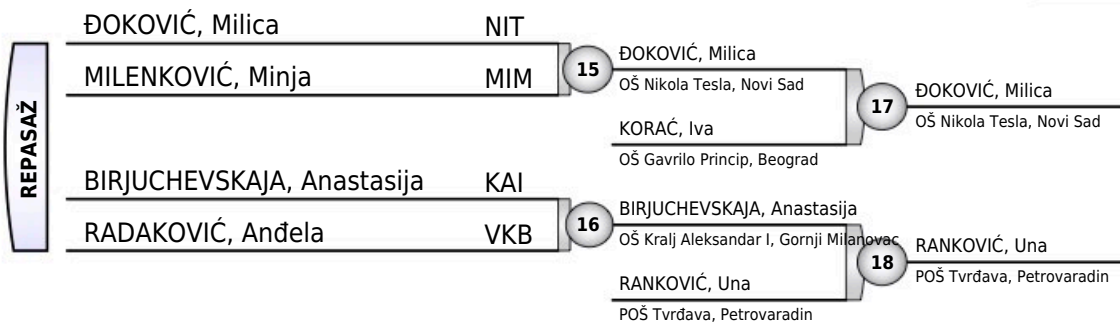 REPASAŽ
ĐOKOVIĆ, Milica NIT
MILENKOVIĆ, Minja MIM
15
ĐOKOVIĆ, Milica
OŠ Nikola Tesla, Novi Sad
KORAĆ, Iva
OŠ Gavrilo Princip, Beograd
17
ĐOKOVIĆ, Milica
OŠ Nikola Tesla, Novi Sad
BIRJUCHEVSKAJA, Anastasija KAI
RADAKOVIĆ, Anđela VKB
16
BIRJUCHEVSKAJA, Anastasija
OŠ Kralj Aleksandar I, Gornji Milanovac
RANKOVIĆ, Una
POŠ Tvrđava, Petrovaradin
18
RANKOVIĆ, Una
POŠ Tvrđava, Petrovaradin